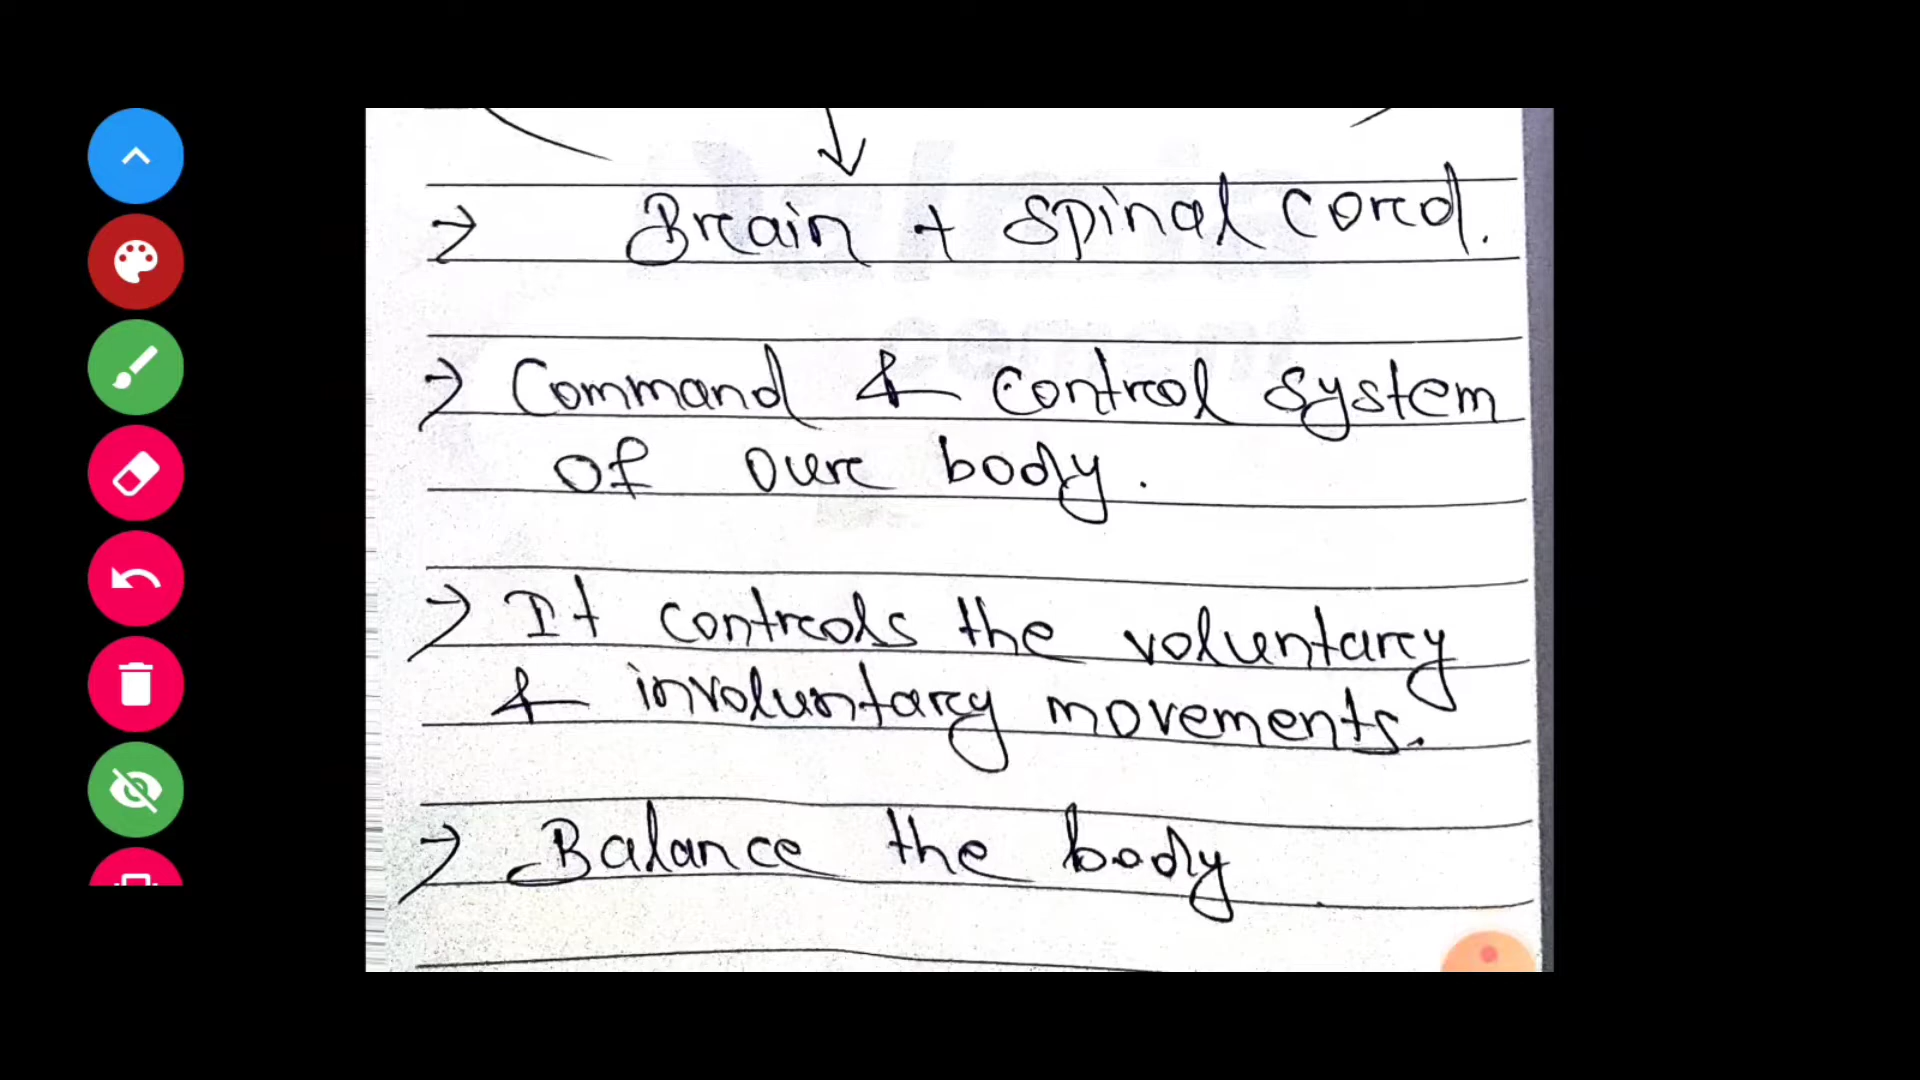 → Brain + spinal cord.
→ Command & control system
of our body.
→ It controls the voluntary
& involuntary movements.
→ Balance the body